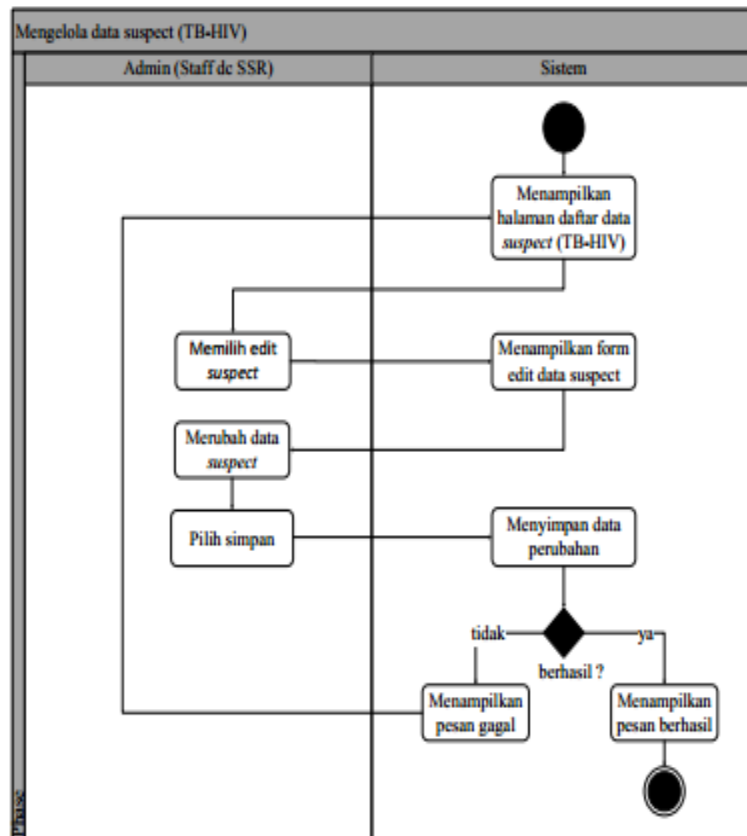 Mengelola data suspect (TB-HIV)
Admin (Staff dc SSR)
Sistem
Menampilkan
halaman daftar data
suspect (TB-HIV)
Memilih edit
suspect
Menampilkan form
edit data suspect
Merubah data
suspect
Pilih simpan
Menyimpan data
perubahan
tidak
ya
berhasil ?
Menampilkan
pesan gagal
Menampilkan
pesan berhasil
Phase